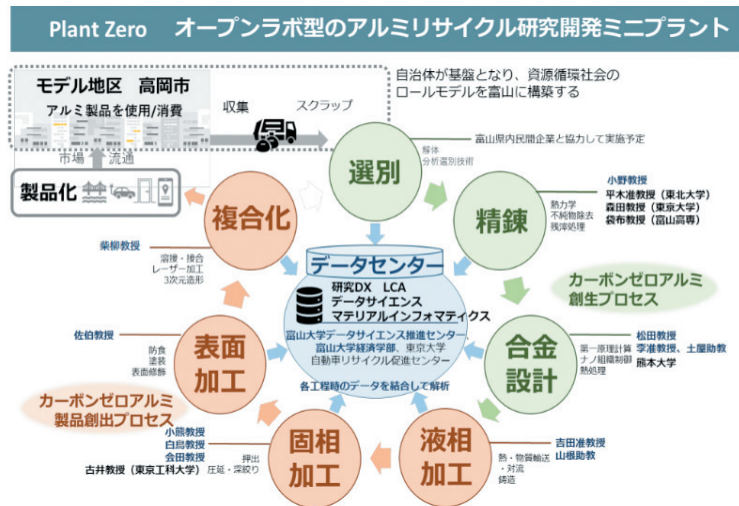 Plant Zero オープンラボ型のアルミリサイクル研究開発ミニプラント
モデル地区 高岡市
アルミ製品を使用/消費
収集
スクラップ
自治体が基盤となり、資源循環社会の
ロールモデルを富山に構築する
市場
流通
製品化
選別
解体
分析選別技術
富山県内民間企業と協力して実施予定
精錬
熱力学
不純物除去
残滓処理
小野教授
平木准教授（東北大学）
森田教授（東京大学）
袋布教授（富山高専）
カーボンゼロアルミ
創生プロセス
合金
設計
第一原理計算
ナノ組織制御
熱処理
松田教授
李准教授、土屋助教
熊本大学
液相
加工
熱・物質輸送
・対流
鋳造
吉田准教授
山根助教
固相
加工
押出
圧延・深絞り
小熊教授
白鳥教授
会田教授
古井教授（東京工科大学）
カーボンゼロアルミ
製品創出プロセス
表面
加工
防食
塗装
表面修飾
佐伯教授
複合化
溶接・接合
レーザー加工
3次元造形
柴柳教授
データセンター
研究DX LCA
データサイエンス
マテリアルインフォマティクス
富山大学データサイエンス推進センター、
富山大学経済学部、東京大学
自動車リサイクル促進センター
各工程時のデータを結合して解析